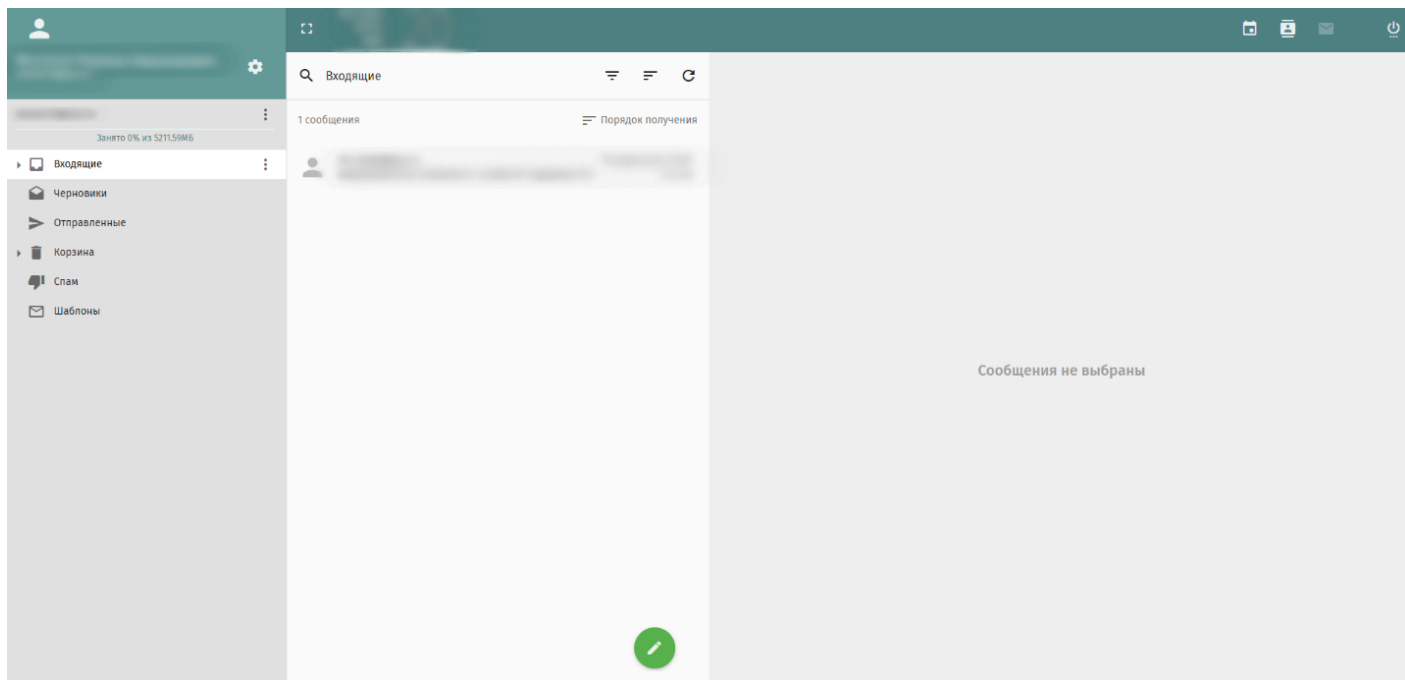 Входящие
1 сообщения
Порядок получения
Занято 0% из 5211.59МБ
Входящие
Черновики
Отправленные
Корзина
Спам
Шаблоны
Сообщения не выбраны